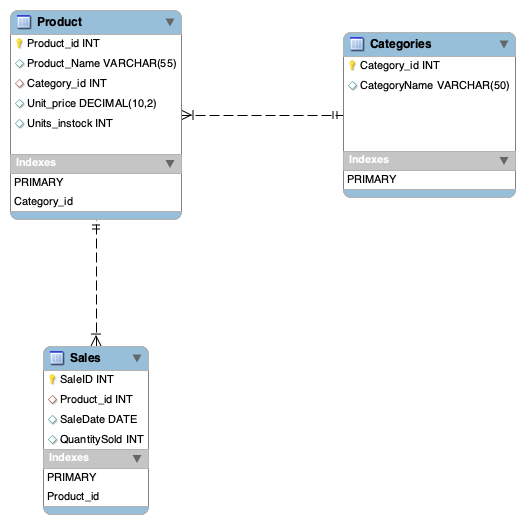 Product
Product_id INT
Product_Name VARCHAR(55)
Category_id INT
Unit_price DECIMAL(10,2)
Units_instock INT
Indexes
PRIMARY
Category_id
Categories
Category_id INT
CategoryName VARCHAR(50)
Indexes
PRIMARY
Sales
SaleID INT
Product_id INT
SaleDate DATE
QuantitySold INT
Indexes
PRIMARY
Product_id